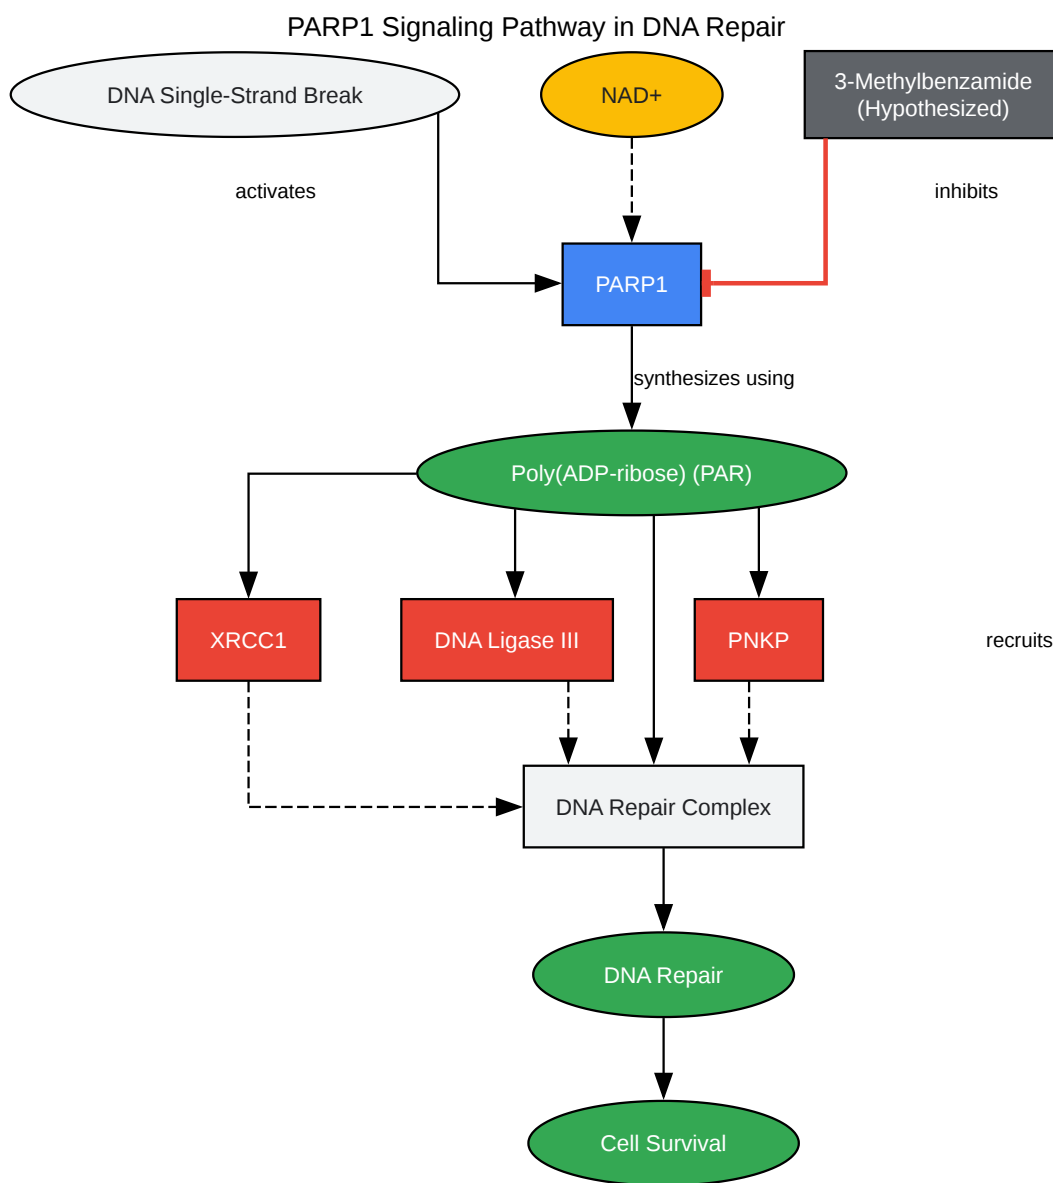 PARP1 Signaling Pathway in DNA Repair
DNA Single-Strand Break
NAD+
3-Methylbenzamide
(Hypothesized)
activates
inhibits
PARP1
synthesizes using
Poly(ADP-ribose) (PAR)
XRCC1
DNA Ligase III
PNKP
recruits
DNA Repair Complex
DNA Repair
Cell Survival